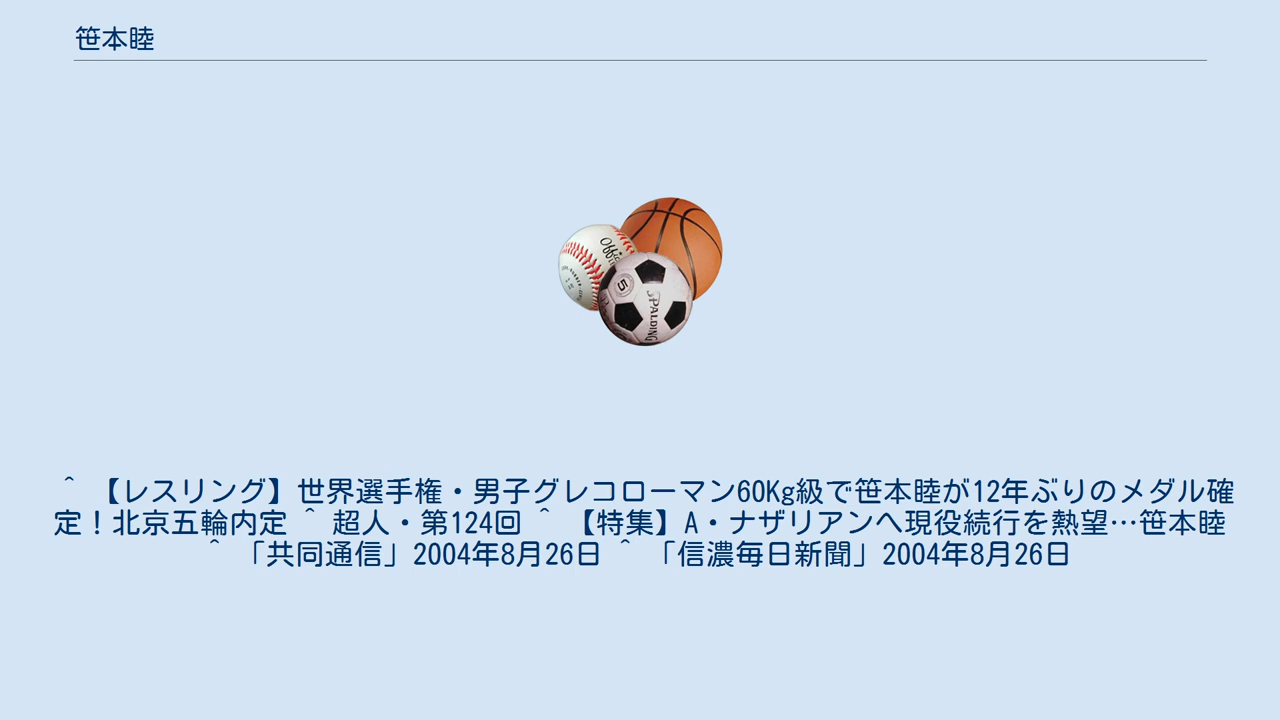 笹本睦
Offici
5
SPALDING
＾ 【レスリング】世界選手権・男子グレコローマン60Kg級で笹本睦が12年ぶりのメダル確
定！北京五輪内定 ＾ 超人・第124回 ＾ 【特集】A・ナザリアンへ現役続行を熱望…笹本睦
＾ 「共同通信」2004年8月26日 ＾ 「信濃毎日新聞」2004年8月26日